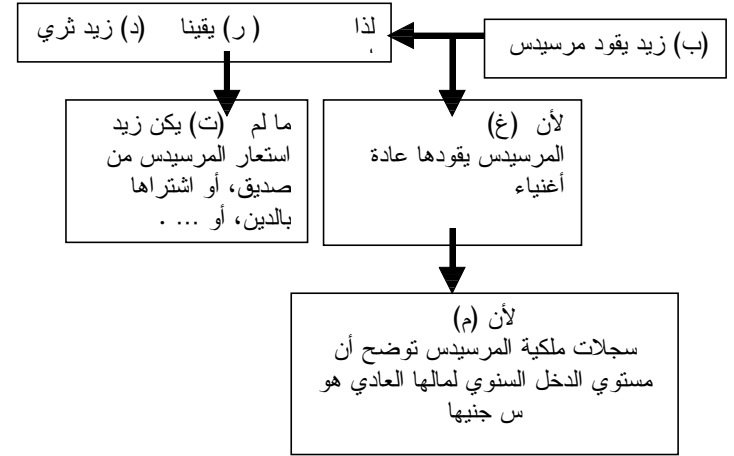 (ب) زيد يقود مرسيدس
لذا ( ر) يقينا (د) زيد ثري
،
لأن (غ)
المرسيدس يقودها عادة
أغنياء
ما لم (ت) يكن زيد
استعار المرسيدس من
صديق، أو اشتراها
بالدين، أو ... .
لأن (م)
سجلات ملكية المرسيدس توضح أن
مستوي الدخل السنوي لمالها العادي هو
س جنيها